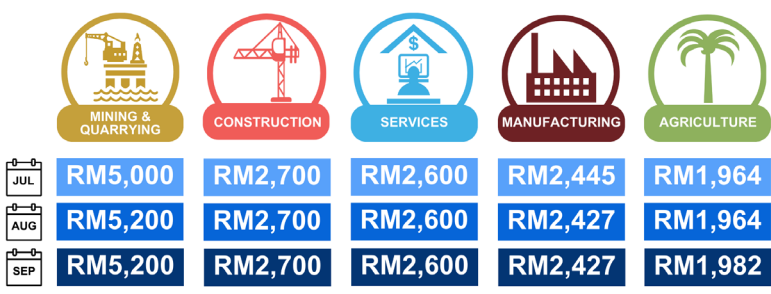 $
MINING &
QUARRYING
CONSTRUCTION
SERVICES
MANUFACTURING
AGRICULTURE
JUL RM5,000 RM2,700 RM2,600 RM2,445 RM1,964
AUG RM5,200 RM2,700 RM2,600 RM2,427 RM1,964
SEP RM5,200 RM2,700 RM2,600 RM2,427 RM1,982